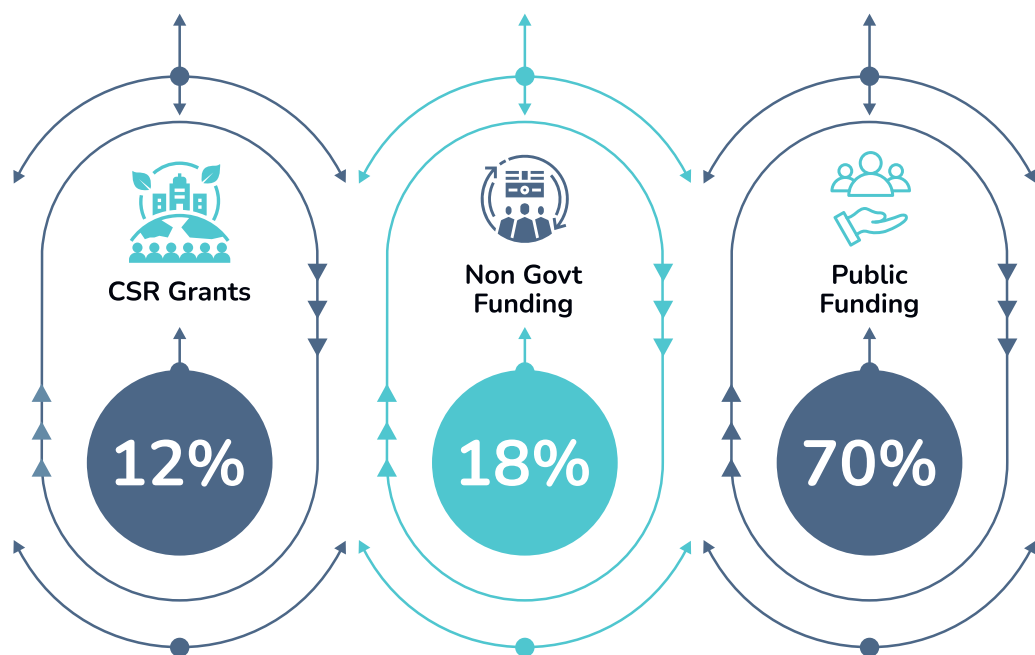 CSR Grants
12%
Non Govt
Funding
18%
Public
Funding
70%